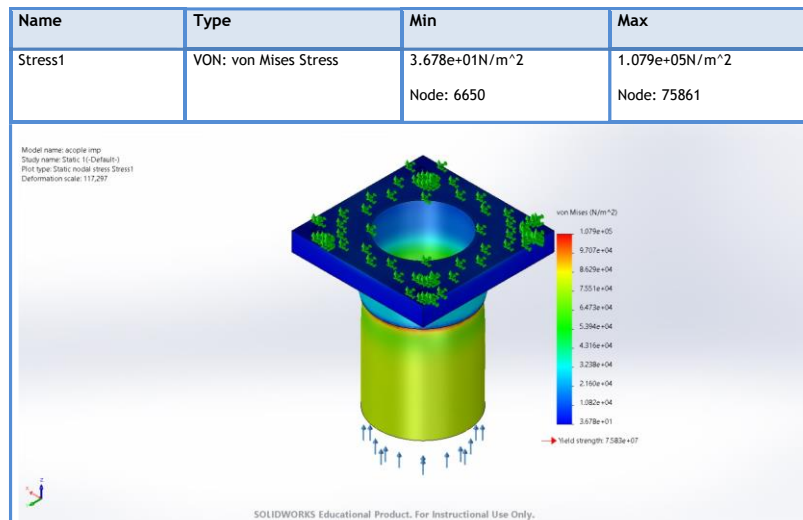 Name Type Min Max
Stress1 VON: von Mises Stress 3.678e+01N/m^2 1.079e+05N/m^2
Node: 6650 Node: 75861
Model name: acople imp
Study name: Static 1(-Default-)
Plot type: Static nodal stress Stress1
Deformation scale: 117,297
von Mises (N/m^2)
1.079e+05
9.707e+04
8.629e+04
7.551e+04
6.473e+04
5.394e+04
4.316e+04
3.238e+04
2.160e+04
1.082e+04
3.678e+01
Yield strength: 7.583e+07
SOLIDWORKS Educational Product. For Instructional Use Only.